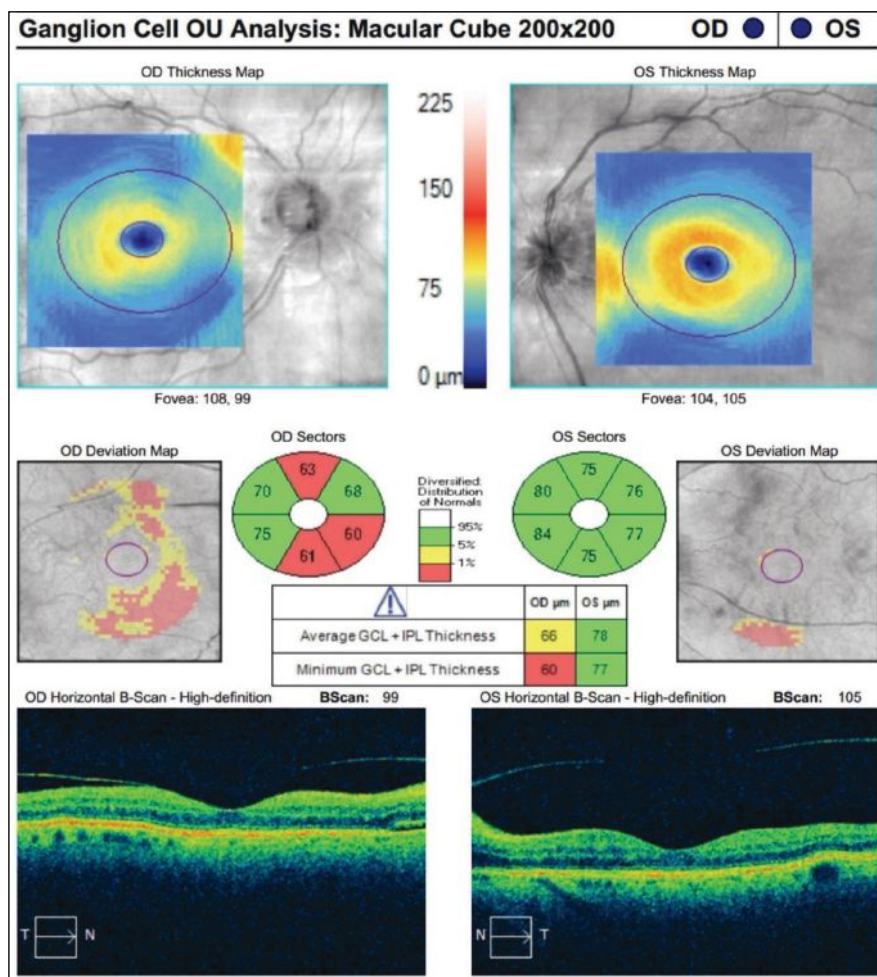 Ganglion Cell OU Analysis: Macular Cube 200x200 OD OS
OD Thickness Map
OS Thickness Map
225
150
75
0 µm
Fovea: 108, 99
Fovea: 104, 105
OD Deviation Map
OD Sectors
OS Sectors
OS Deviation Map
63
70 68
75 60
61
Diversified:
Distribution
of Normals
95%
5%
1%
75
80 76
84 77
75
OD µm OS µm
Average GCL + IPL Thickness 66 78
Minimum GCL + IPL Thickness 60 77
OD Horizontal B-Scan - High-definition BScan: 99
OS Horizontal B-Scan - High-definition BScan: 105
T N
N T